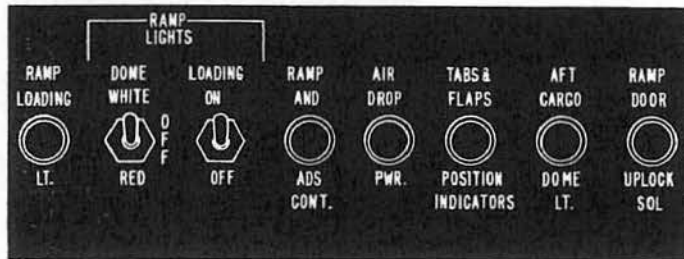 RAMP
LIGHTS
RAMP
LOADING
LT.
DOME
WHITE
OFF
RED
LOADING
ON
OFF
RAMP
AND
ADS
CONT.
AIR
DROP
PWR.
TABS &
FLAPS
POSITION
INDICATORS
AFT
CARGO
DOME
LT.
RAMP
DOOR
UPLOCK
SOL